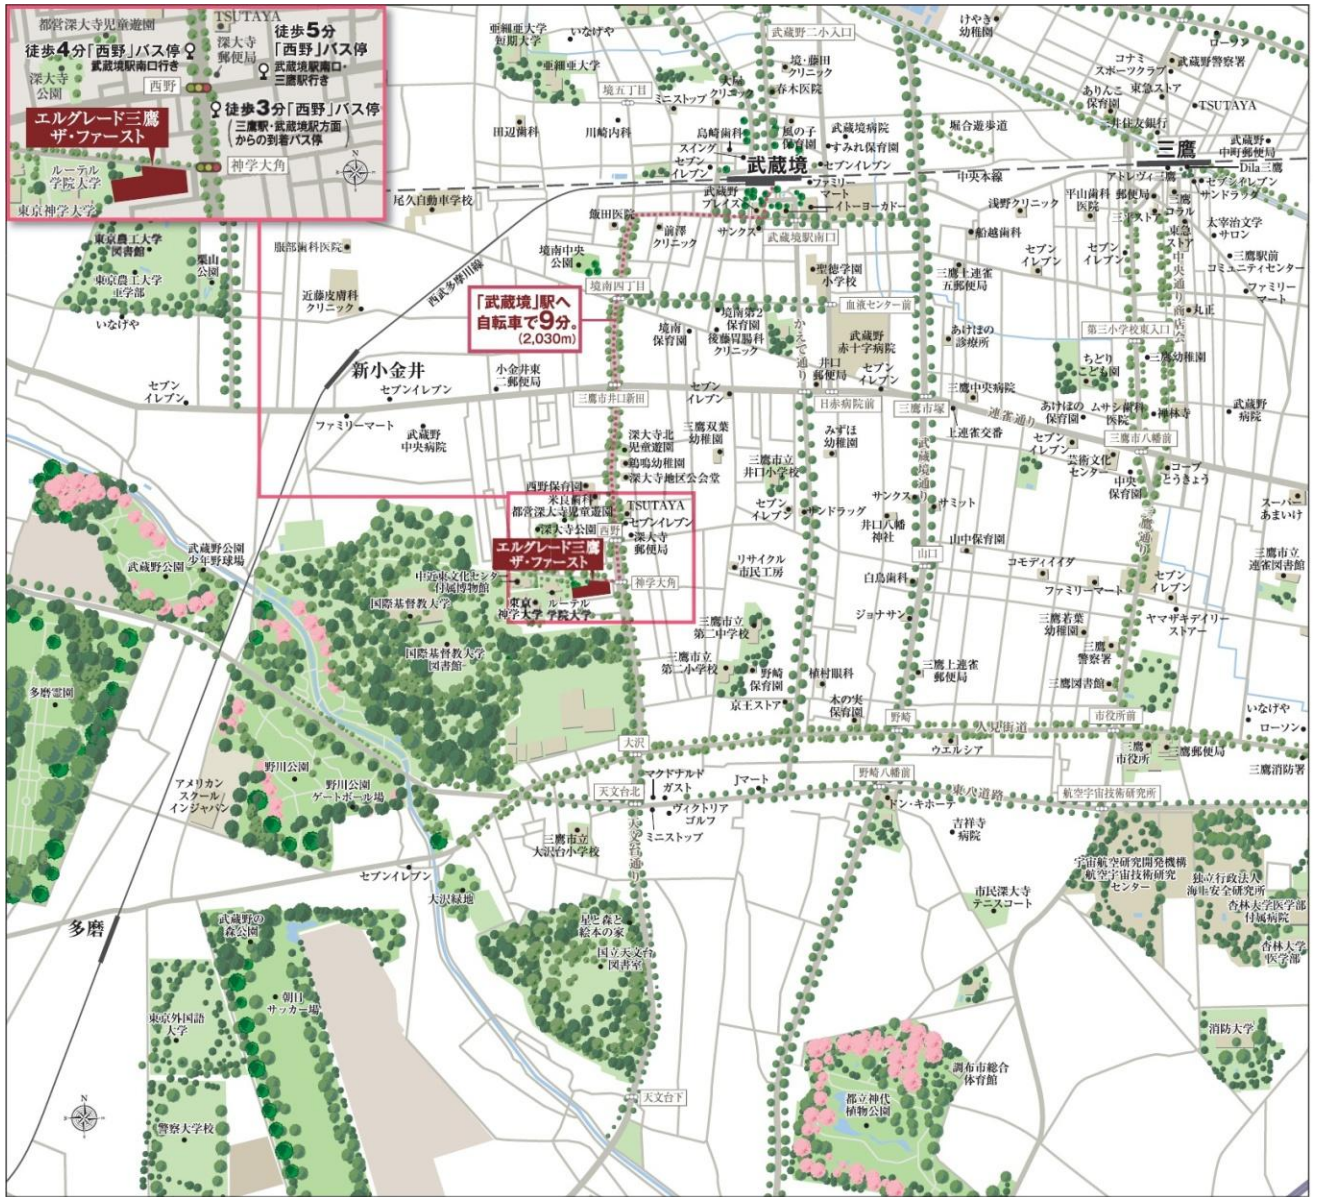 都営深大寺児童遊園
TSUTAYA
徒歩5分
「西野」バス停
武蔵境駅南口・
三鷹駅行き
徒歩4分「西野」バス停
武蔵境駅南口行き
深大寺
郵便局
深大寺
公園
西野
徒歩3分「西野」バス停
(三鷹駅・武蔵境駅方面
からの到着バス停)
エルグレード三鷹
ザ・ファースト
神学大角
ルーテル
学院大学
東京神学大学
N
亜細亜大学
短期大学
いなげや
亜細亜大学
武蔵境二小入口
けやき
幼稚園
ローソン
コナミ
スポーツクラブ
武蔵野警察署
境・藤田
クリニック
春木医院
境五丁目
ミニストップ
ありんこ
保育園
東急ストア
TSUTAYA
三井住友銀行
田辺歯科
川崎内科
島崎歯科
風の子
保育園
武蔵境病院
すみれ保育園
堀合遊歩道
武蔵野
中町郵便局
スイング
セブン
イレブン
武蔵境
セブンイレブン
三鷹
Dila三鷹
アトレヴィ三鷹
セブンイレブン
サンドラッグ
中央本線
ファミリー
マート
イトーヨーカドー
武蔵野
プレイス
尾久自動車学校
浅野クリニック
平山歯科
医院
郵便局
三鷹
コラル
東急
ストア
太宰治文学
サロン
飯田医院
前澤
クリニック
サンクス
武蔵境駅南口
船越歯科
セブン
イレブン
セブン
イレブン
三鷹駅前
コミュニティセンター
東京農工大学
図書館
服部歯科医院
栗山
公園
境南中央
公園
西武多摩川線
聖徳学園
小学校
三鷹上連雀
五郵便局
中央通り商店会
ファミリー
マート
東京農工大学
工学部
近藤皮膚科
クリニック
境南四丁目
「武蔵境」駅へ
自転車で9分。
(2,030m)
血液センター前
丸正
いなげや
境南
保育園
境南第2
保育園
後藤胃腸科
クリニック
かえで通り
武蔵野
赤十字病院
あけぼの
診療所
第三小学校東入口
新小金井
小金井東
二郵便局
井口
郵便局
セブン
イレブン
ちどり
こども園
三鷹幼稚園
セブン
イレブン
セブンイレブン
三鷹市井口新田
セブン
イレブン
日赤病院前
三鷹中央病院
三鷹市塚
連雀通り
あけぼの
保育園
ムサシ歯科
医院
禅林寺
武蔵野
病院
ファミリーマート
武蔵野
中央病院
深大寺北
児童遊園
三鷹双葉
幼稚園
みずほ
幼稚園
上連雀交番
セブン
イレブン
三鷹市八幡前
鶴鳴幼稚園
深大寺地区公会堂
三鷹市立
井口小学校
武蔵境通り
芸術文化
センター
中央
保育園
コープ
とうきょう
西野保育園
米良歯科
都営深大寺児童遊園
TSUTAYA
セブン
イレブン
サンドラッグ
サンクス
サミット
スーパー
あまいけ
深大寺公園
西野
セブンイレブン
深大寺
郵便局
井口八幡
神社
三鷹通り
エルグレード三鷹
ザ・ファースト
山中保育園
山口
武蔵野公園
少年野球場
武蔵野公園
リサイクル
市民工房
コモディイイダ
三鷹市立
連雀図書館
中近東文化センター
付属博物館
神学大角
白鳥歯科
ファミリーマート
セブン
イレブン
国際基督教大学
東京
神学大学
ルーテル
学院大学
三鷹市立
第二中学校
ジョナサン
三鷹若葉
幼稚園
ヤマザキデイリー
ストアー
国際基督教大学
図書館
三鷹
警察署
三鷹市立
第二小学校
野崎
保育園
植村眼科
三鷹上連雀
郵便局
三鷹図書館
多磨霊園
京王ストア
木の実
保育園
野崎
市役所前
いなげや
ローソン
人見街道
大沢
ウエルシア
三鷹
市役所
三鷹郵便局
三鷹消防署
アメリカン
スクール
インジャパン
野川公園
野川公園
ゲートボール場
マクドナルド
ガスト
Jマート
野崎八幡前
天文台北
ヴィクトリア
ゴルフ
ドン・キホーテ
東八道路
航空宇宙技術研究所
ミニストップ
三鷹市立
大沢台小学校
天文台通り
吉祥寺
病院
セブンイレブン
宇宙航空研究開発機構
航空宇宙技術研究
センター
独立行政法人
海上安全研究所
大沢緑地
市民深大寺
テニスコート
杏林大学医学部
付属病院
多磨
武蔵野の
森公園
星と森と
絵本の家
杏林大学
医学部
国立天文台
図書室
朝日
サッカー場
東京外国語
大学
消防大学
調布市総合
体育館
天文台下
都立神代
植物公園
警察大学校
N